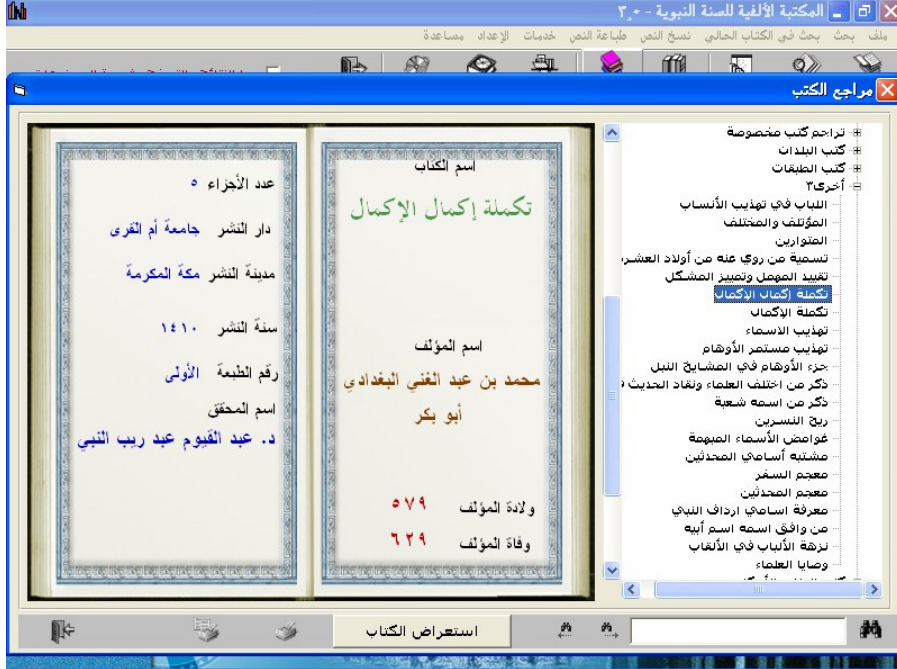 المكتبة الألفية للسنة النبوية - ٣,٠
ملف بحث بحث في الكتاب الحالي نسخ النص طباعة النص خدمات الإعداد مساعدة
مراجع الكتب
تراجم كتب مخصوصة
كتب البلدان
كتب الطبقات
أخرى٣
اللباب في تهذيب الأنساب
المؤتلف والمختلف
المتوارين
تسمية من روي عنه من أولاد العشر
تقييد المهمل وتمييز المشكل
تكملة إكمال الإكمال
تكملة الإكمال
تهذيب الاسماء
تهذيب مستمر الأوهام
جزء الأوهام في المشايخ النبل
ذكر من اختلف العلماء ونقاد الحديث ف
ذكر من اسمه شعبة
ريح النسرين
غوامض الأسماء المبهمة
مشتبه أسامي المحدثين
معجم السفر
معجم المحدثين
معرفة اسامي ارداف النبي
من وافق اسمه اسم أبيه
نزهة الألباب في الألقاب
وصايا العلماء
اسم الكتاب
تكملة إكمال الإكمال
اسم المؤلف
محمد بن عبد الغني البغدادي
أبو بكر
ولادة المؤلف ٥٧٩
وفاة المؤلف ٦٢٩
عدد الأجزاء ٥
دار النشر جامعة أم القرى
مدينة النشر مكة المكرمة
سنة النشر ١٤١٠
رقم الطبعة الأولى
اسم المحقق
د. عبد القيوم عبد ريب النبي
استعراض الكتاب